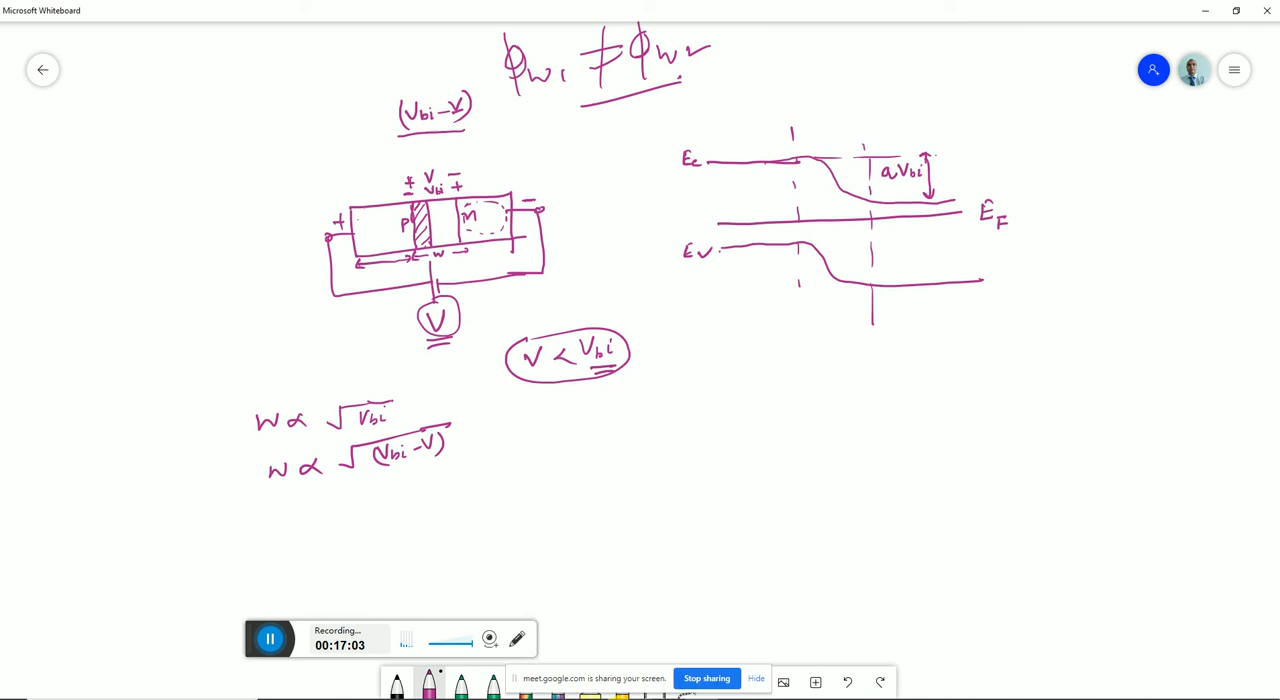 Microsoft Whiteboard
ϕw₁ ≠ ϕw₂
(Vbi–V)
+ V –
– Vbi +
+ P n –
W
V
V < Vbi
W ∝ √Vbi
W ∝ √(Vbi–V)
Ec
qVbi
EF
Ev
Recording...
00:17:03
meet.google.com is sharing your screen.
Stop sharing
Hide